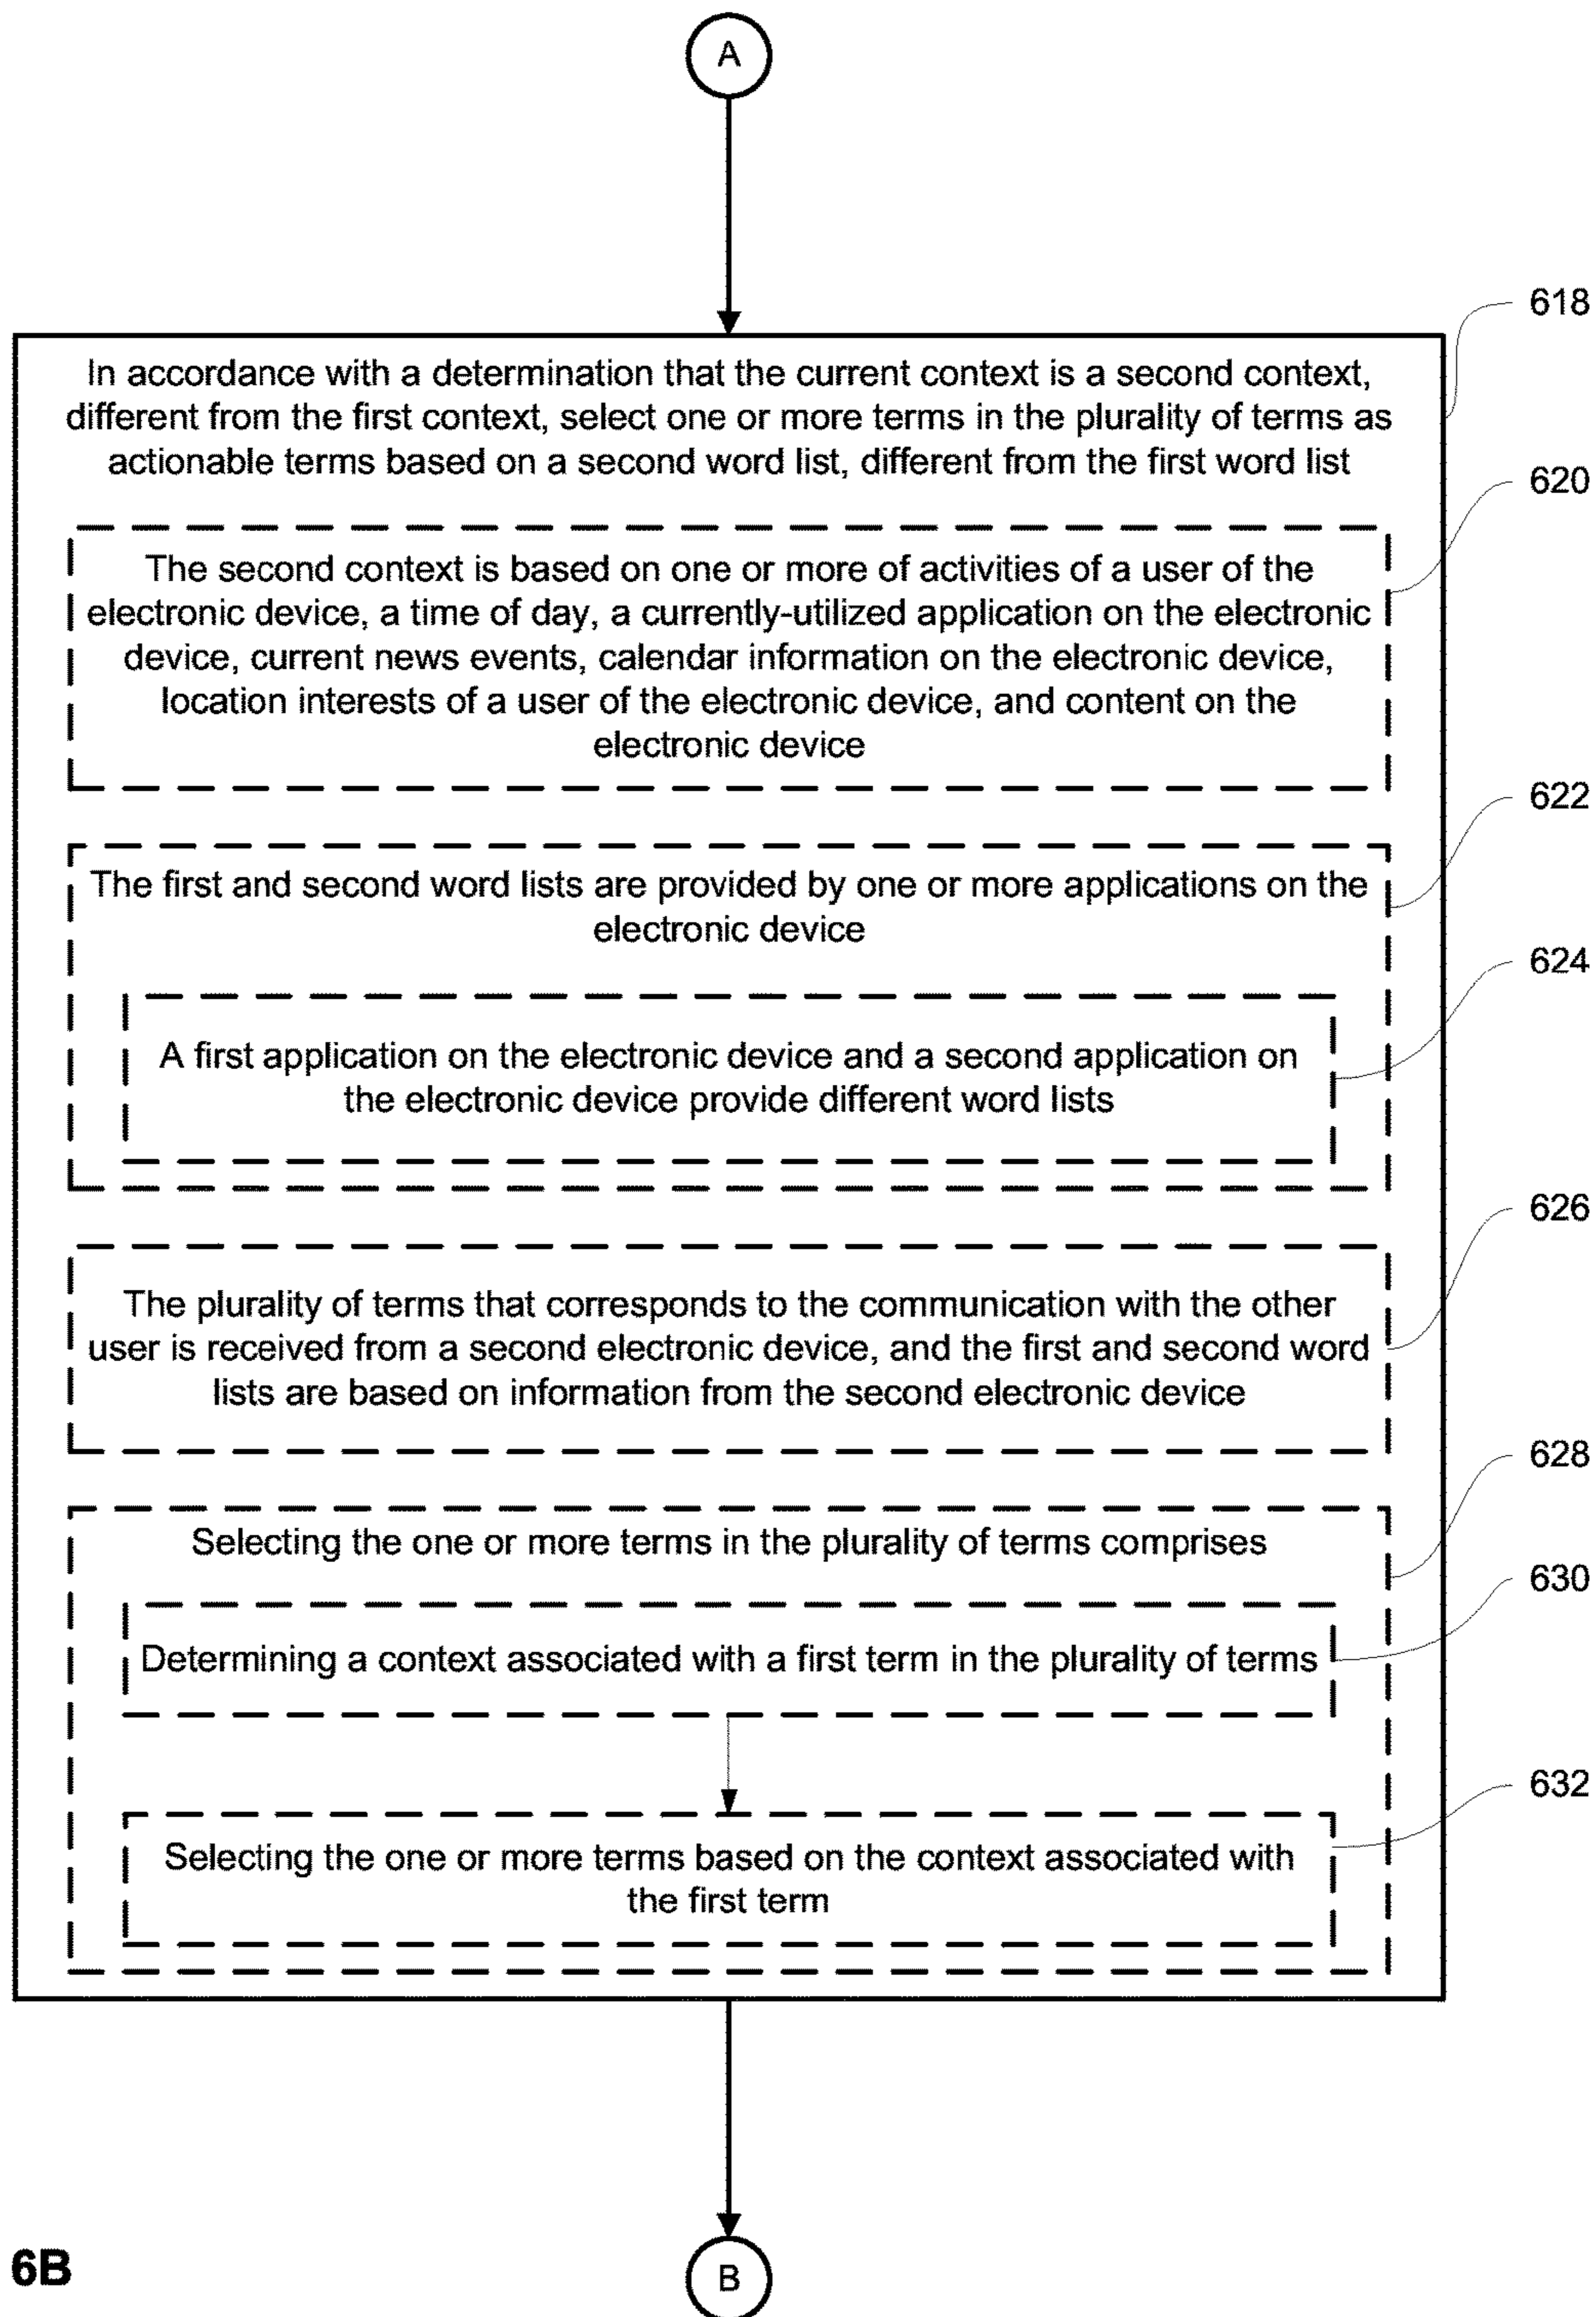 A
618
In accordance with a determination that the current context is a second context,
different from the first context, select one or more terms in the plurality of terms as
actionable terms based on a second word list, different from the first word list
620
The second context is based on one or more of activities of a user of the
electronic device, a time of day, a currently-utilized application on the electronic
device, current news events, calendar information on the electronic device,
location interests of a user of the electronic device, and content on the
electronic device
622
The first and second word lists are provided by one or more applications on the
electronic device
624
A first application on the electronic device and a second application on
the electronic device provide different word lists
626
The plurality of terms that corresponds to the communication with the other
user is received from a second electronic device, and the first and second word
lists are based on information from the second electronic device
628
Selecting the one or more terms in the plurality of terms comprises
630
Determining a context associated with a first term in the plurality of terms
632
Selecting the one or more terms based on the context associated with
the first term
6B
B